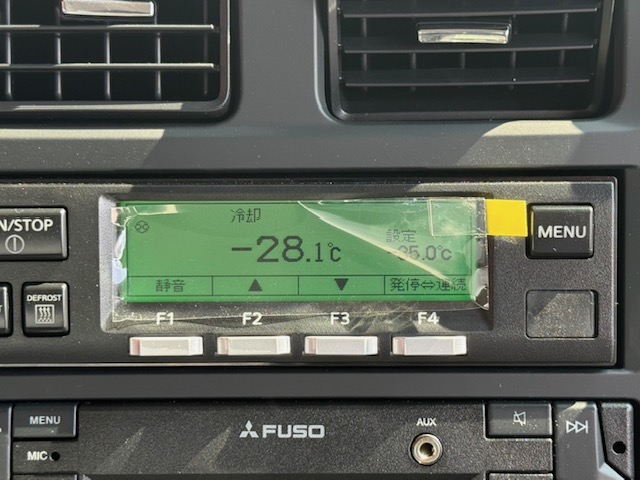 冷却
-28.1℃
設定
-35.0℃
静音 ▲ ▼ 発停⇔連続
N/STOP
MENU
DEFROST
F1 F2 F3 F4
MENU
MIC
FUSO
AUX